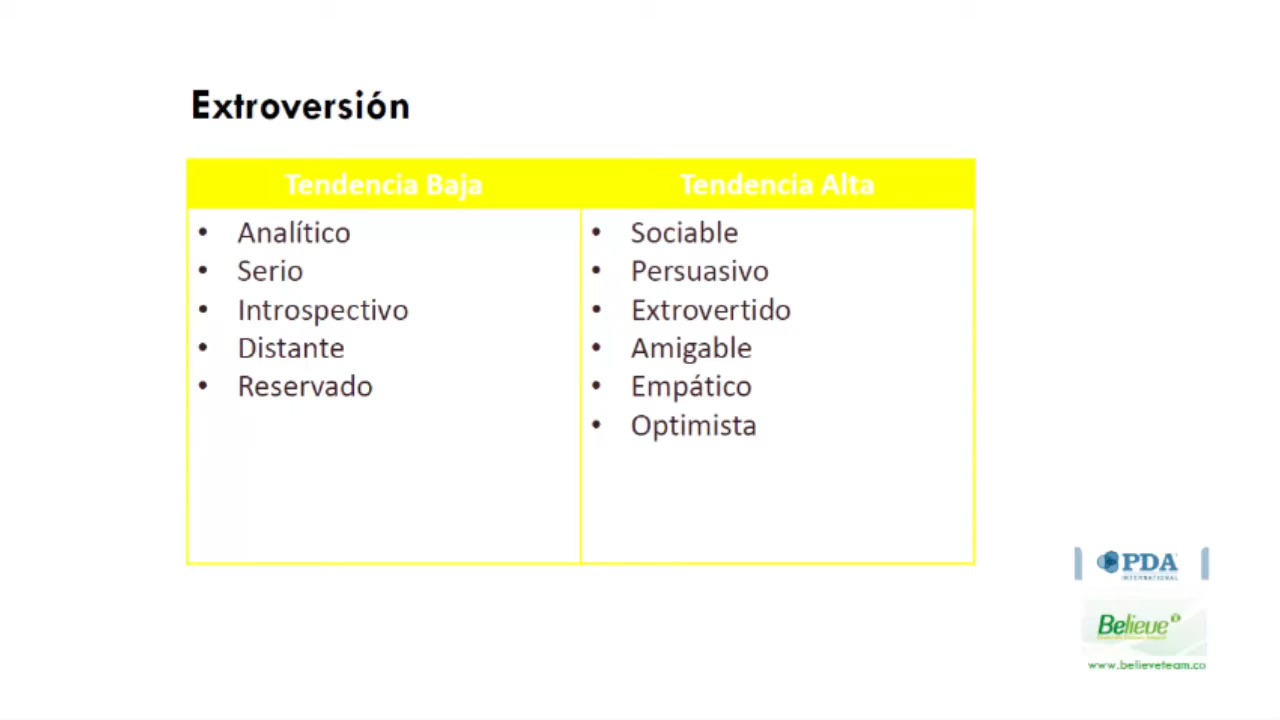 Extroversión
Tendencia Baja
Tendencia Alta
• Analítico
• Serio
• Introspectivo
• Distante
• Reservado
• Sociable
• Persuasivo
• Extrovertido
• Amigable
• Empático
• Optimista
PDA
INTERNATIONAL
Believe
www.believeteam.co